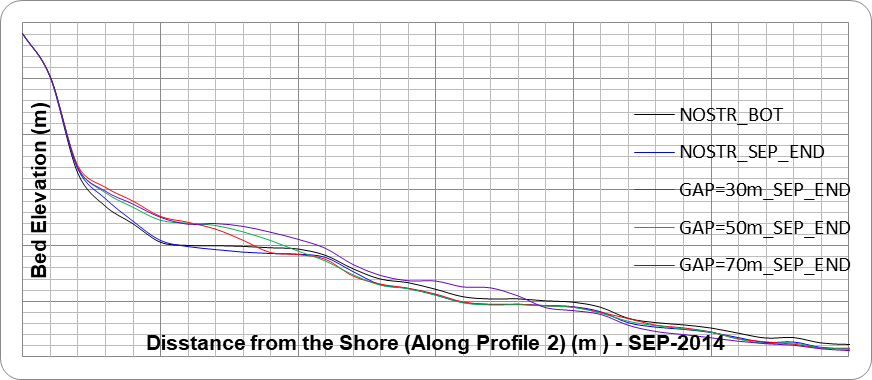 Bed Elevation (m)
NOSTR_BOT
NOSTR_SEP_END
GAP=30m_SEP_END
GAP=50m_SEP_END
GAP=70m_SEP_END
Disstance from the Shore (Along Profile 2) (m ) - SEP-2014